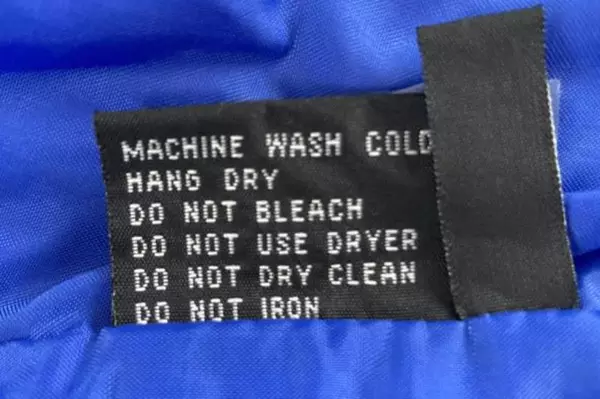 MACHINE WASH COLD
HANG DRY
DO NOT BLEACH
DO NOT USE DRYER
DO NOT DRY CLEAN
DO NOT IRON